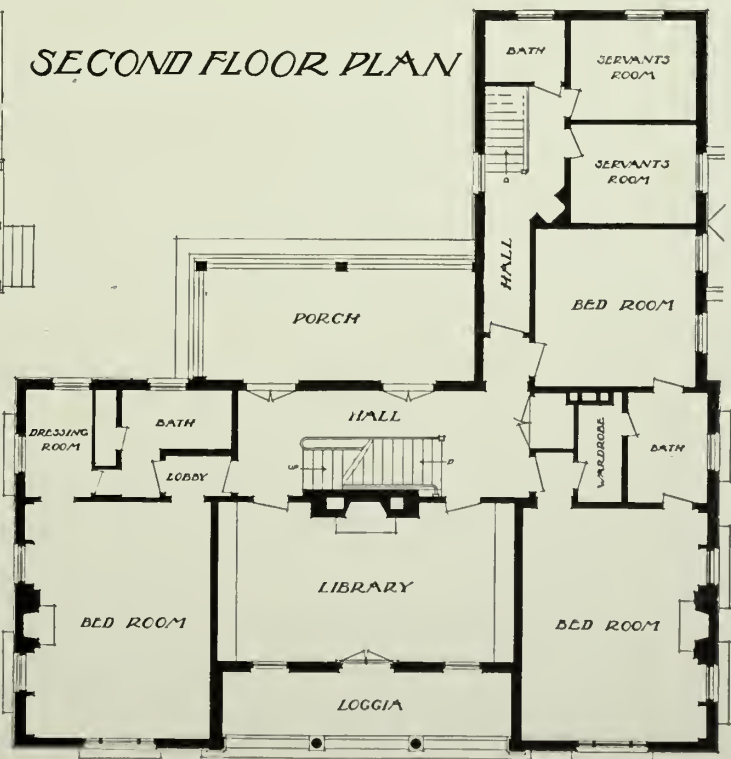 SECOND FLOOR PLAN
BATH
SERVANTS
ROOM
SERVANTS
ROOM
D
HALL
BED ROOM
PORCH
HALL
DRESSING
ROOM
BATH
LOBBY
WARDROBE
BATH
D
LIBRARY
BED ROOM
BED ROOM
LOGGIA